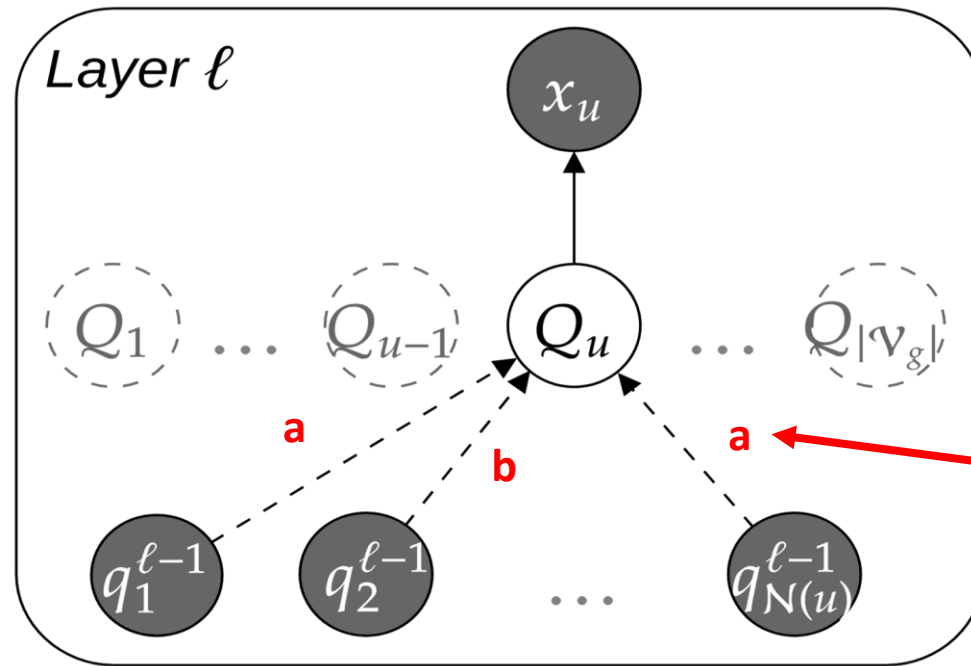 Layer ℓ
x_u
Q_1 ... Q_{u−1} Q_u ... Q_{|𝒱_g|}
a b a
q_1^{ℓ−1} q_2^{ℓ−1} ... q_{𝒩(u)}^{ℓ−1}